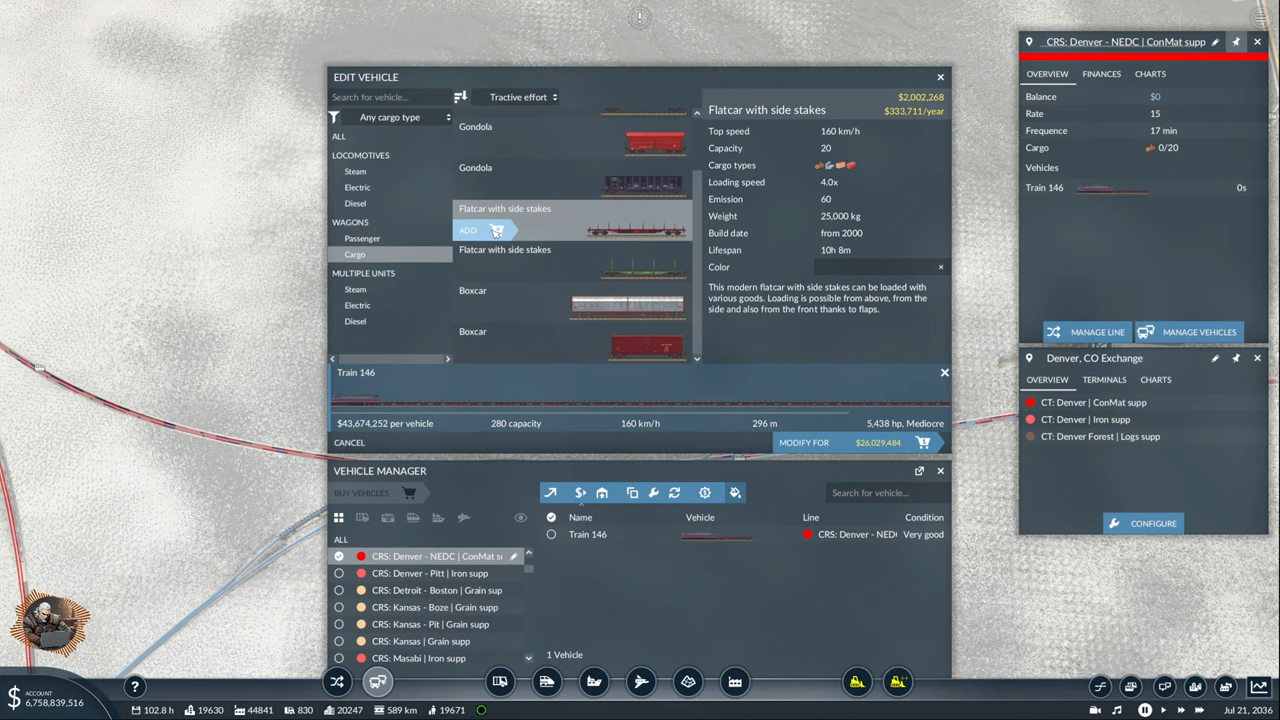 EDIT VEHICLE
Search for vehicle...
Tractive effort
Any cargo type
ALL
LOCOMOTIVES
Steam
Electric
Diesel
WAGONS
Passenger
Cargo
MULTIPLE UNITS
Steam
Electric
Diesel
Gondola
Gondola
Flatcar with side stakes
ADD
Flatcar with side stakes
Boxcar
Boxcar
Flatcar with side stakes
$2,002,268
$333,711/year
Top speed 160 km/h
Capacity 20
Cargo types
Loading speed 4.0x
Emission 60
Weight 25,000 kg
Build date from 2000
Lifespan 10h 8m
Color
This modern flatcar with side stakes can be loaded with
various goods. Loading is possible from above, from the
side and also from the front thanks to flaps.
Train 146
$43,674,252 per vehicle 280 capacity 160 km/h 296 m 5,438 hp, Mediocre
CANCEL
MODIFY FOR $26,029,484
VEHICLE MANAGER
BUY VEHICLES
Search for vehicle...
ALL
CRS: Denver - NEDC | ConMat s
CRS: Denver - Pitt | Iron supp
CRS: Detroit - Boston | Grain sup
CRS: Kansas - Boze | Grain supp
CRS: Kansas - Pit | Grain supp
CRS: Kansas | Grain supp
CRS: Masabi | Iron supp
Name Vehicle Line Condition
Train 146 CRS: Denver - NED Very good
1 Vehicle
CRS: Denver - NEDC | ConMat supp
OVERVIEW FINANCES CHARTS
Balance $0
Rate 15
Frequence 17 min
Cargo 0/20
Vehicles
Train 146 0s
MANAGE LINE MANAGE VEHICLES
Denver, CO Exchange
OVERVIEW TERMINALS CHARTS
CT: Denver | ConMat supp
CT: Denver | Iron supp
CT: Denver Forest | Logs supp
CONFIGURE
$ ACCOUNT
6,758,839,516
?
102.8 h 19630 44841 830 20247 589 km 19671
Jul 21, 2036